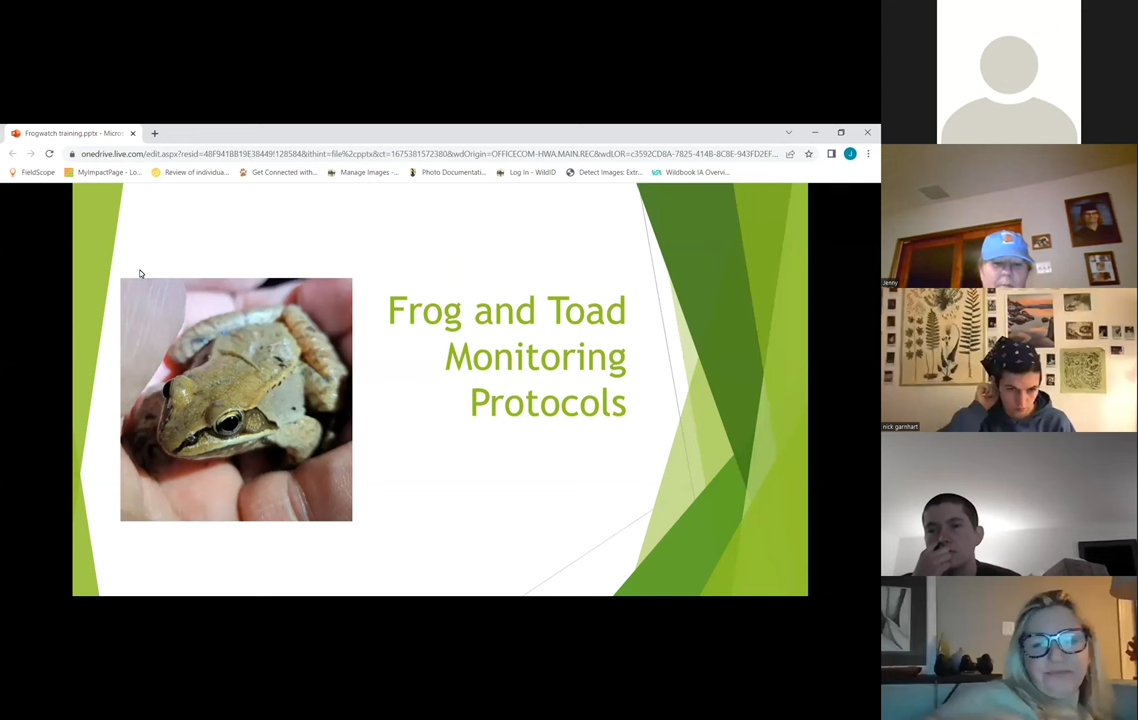 Frogwatch training.pptx - Micros
onedrive.live.com/edit.aspx?resid=48F941BB19E38449!128584&ithint=file%2cpptx&ct=1675381572380&wdOrigin=OFFICECOM-HWA.MAIN.REC&wdLOR=c3592CD8A-7825-414B-8C8E-943FD2EF...
J
FieldScope MyImpactPage - Lo... Review of individua... Get Connected with... Manage Images -... Photo Documentati... Log In - WildID Detect Images: Extr... Wildbook IA Overvi...
Frog and Toad
Monitoring
Protocols
Jenny
nick garnhart